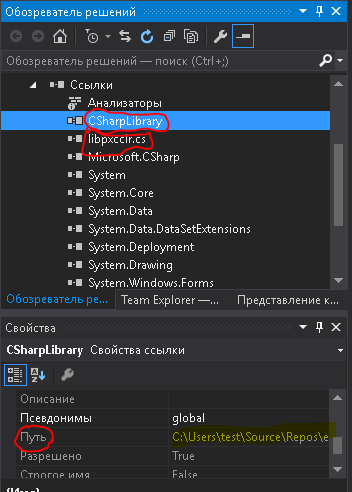 Обозреватель решений
Обозреватель решений — поиск (Ctrl+;)
Ссылки
Анализаторы
CSharpLibrary
libpxccir.cs
Microsoft.CSharp
System
System.Core
System.Data
System.Data.DataSetExtensions
System.Deployment
System.Drawing
System.Windows.Forms
Обозреватель ре... Team Explorer —... Представление к...
Свойства
CSharpLibrary Свойства ссылки
Описание
Псевдонимы global
Путь C:\Users\test\Source\Repos\e
Разрешено True
Строгое имя False